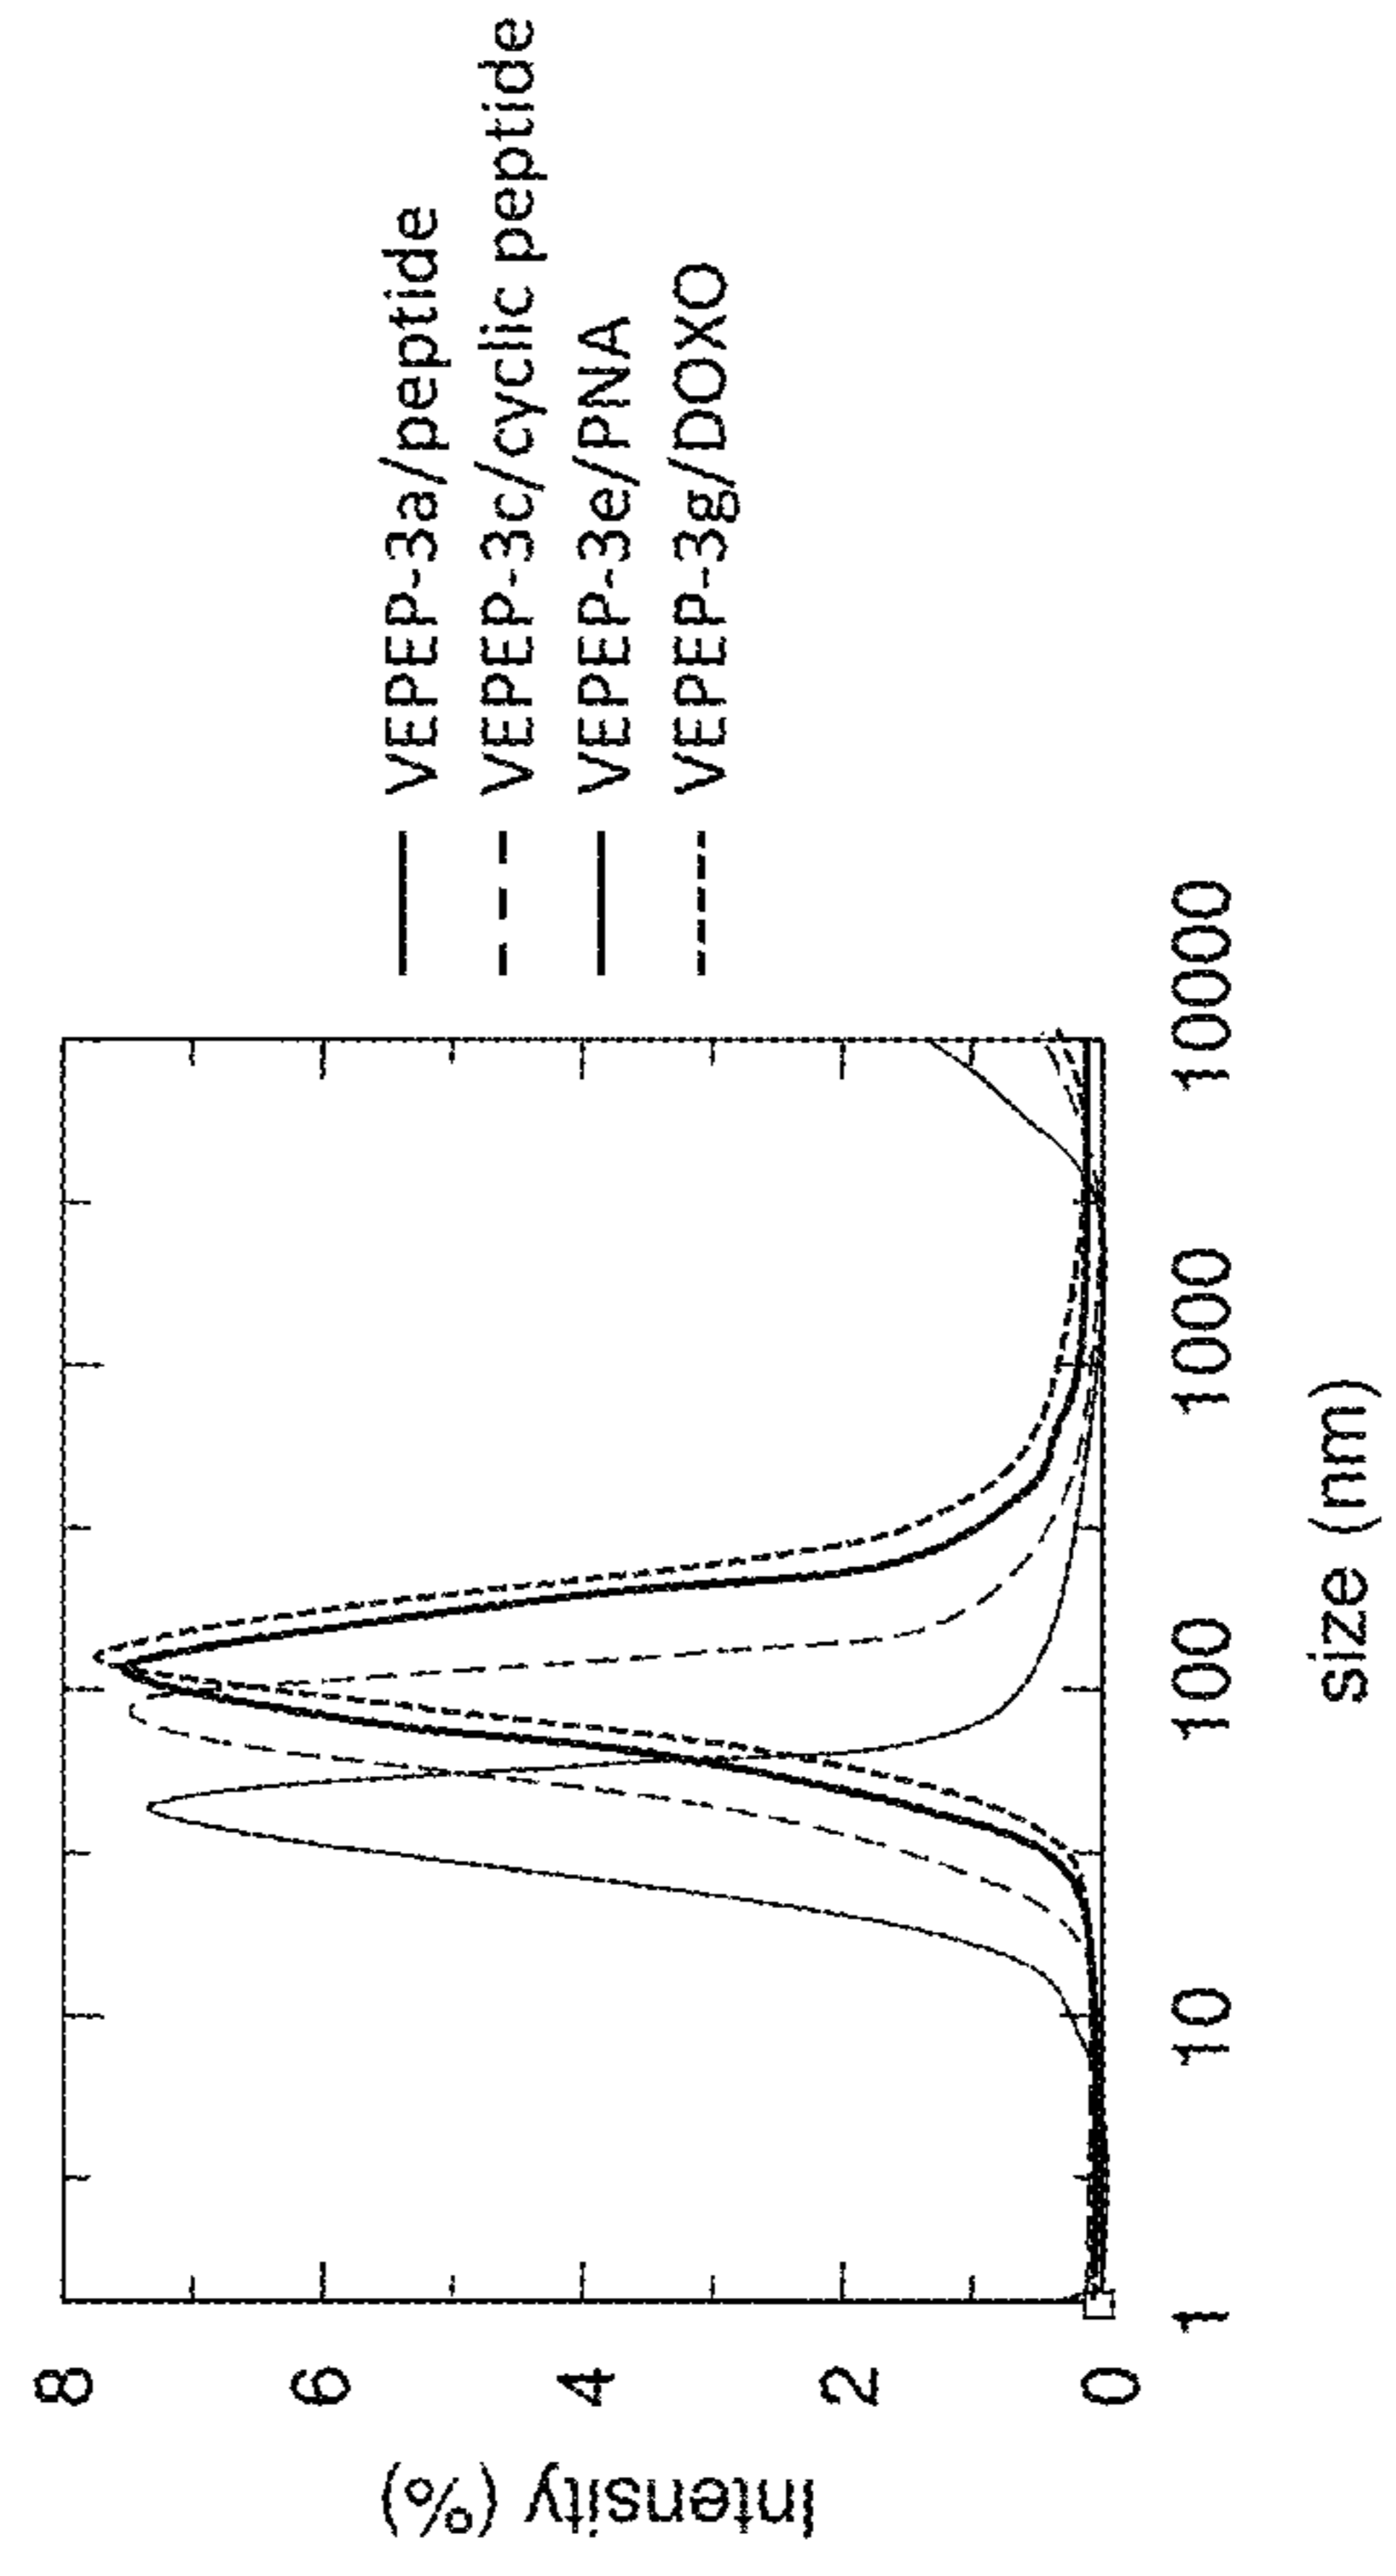 Intensity (%)
8
6
4
2
0
1
10
100
1000
10000
size (nm)
VEPEP-3a/peptide
VEPEP-3c/cyclic peptide
VEPEP-3e/PNA
VEPEP-3g/DOXO